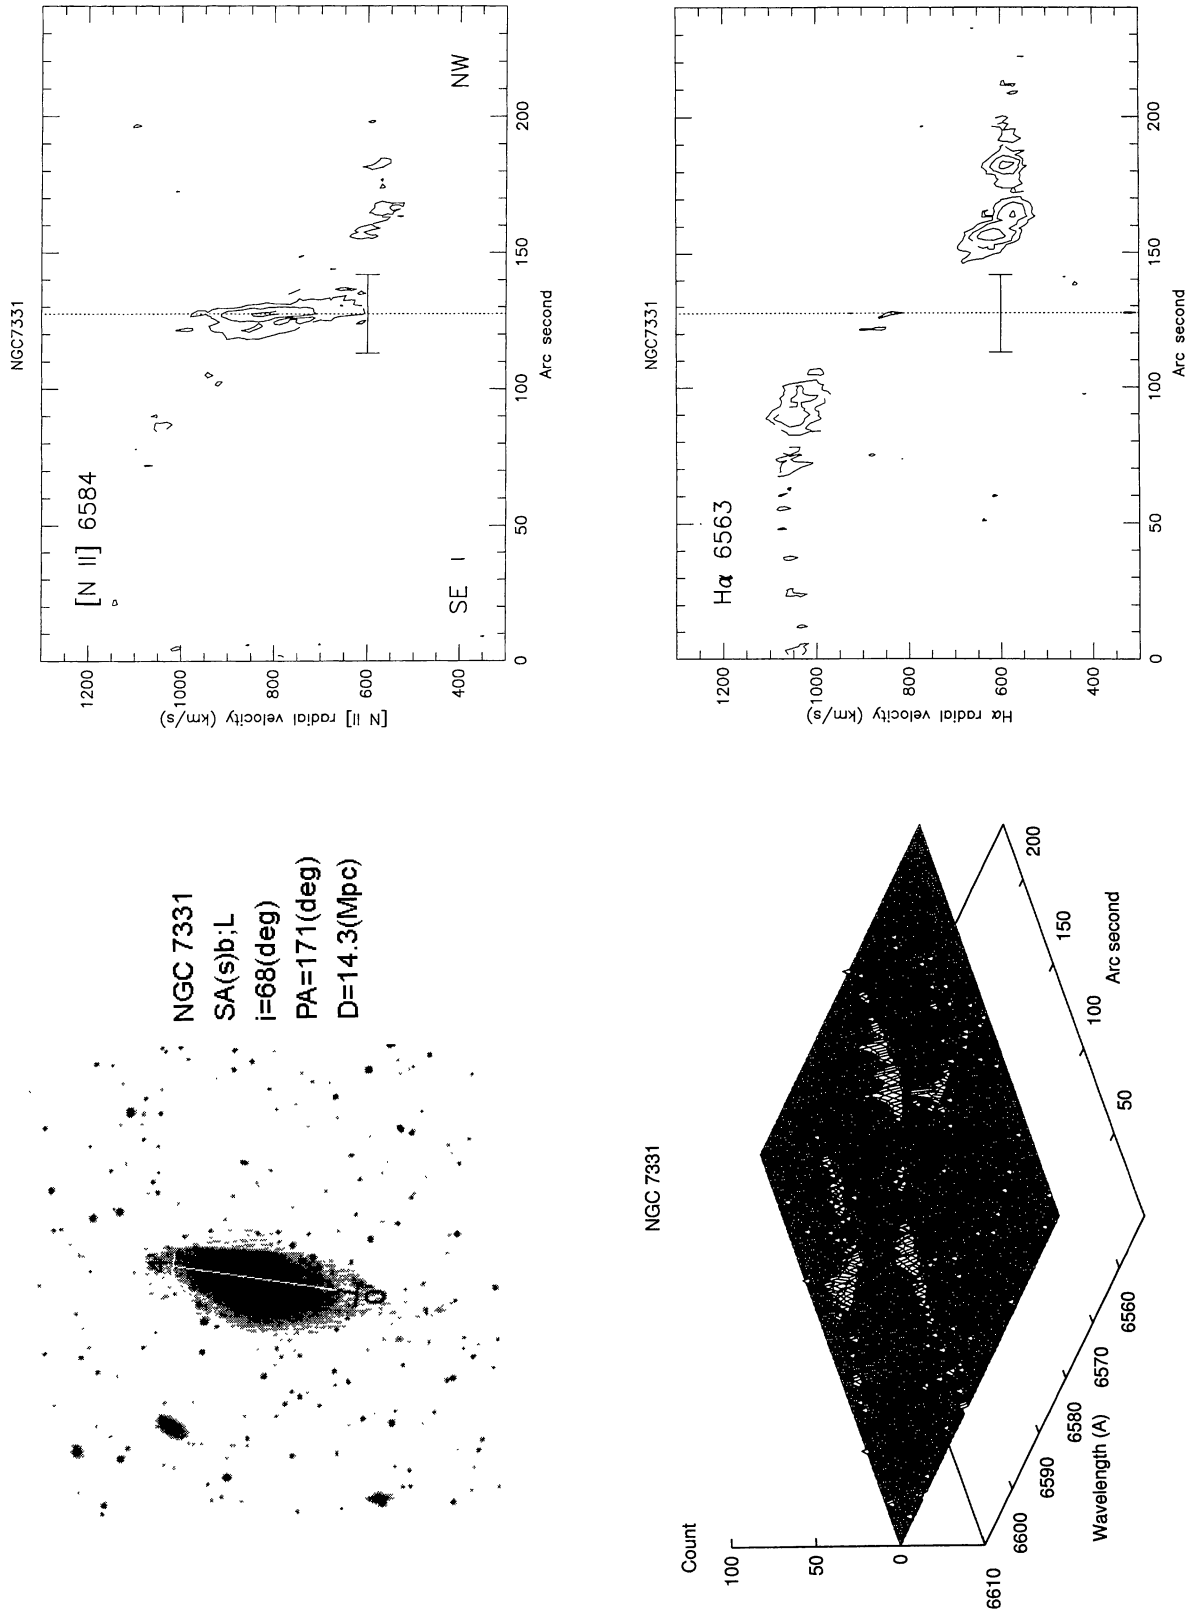 NGC 7331
SA(s)b;L
i=68(deg)
PA=171(deg)
D=14.3(Mpc)
NGC7331
[N II] 6584
SE
NW
1200
1000
800
600
400
[N II] radial velocity (km/s)
0
50
100
150
200
Arc second
NGC 7331
Count
100
50
0
6610
6600
6590
6580
6570
6560
Wavelength (A)
50
100
150
200
Arc second
NGC7331
Hα 6563
1200
1000
800
600
400
Hα radial velocity (km/s)
0
50
100
150
200
Arc second